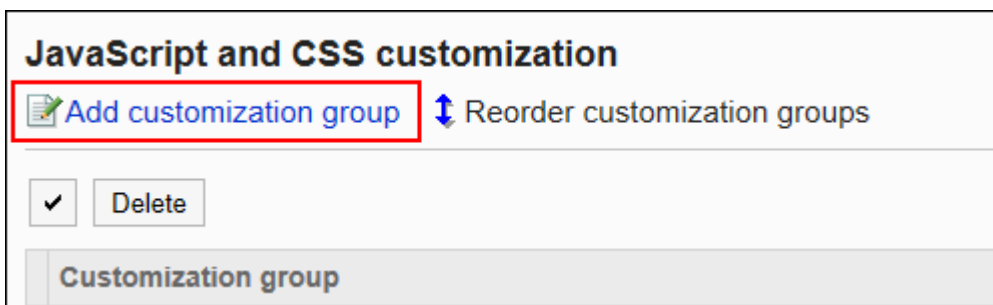 JavaScript and CSS customization
Add customization group Reorder customization groups
Delete
Customization group